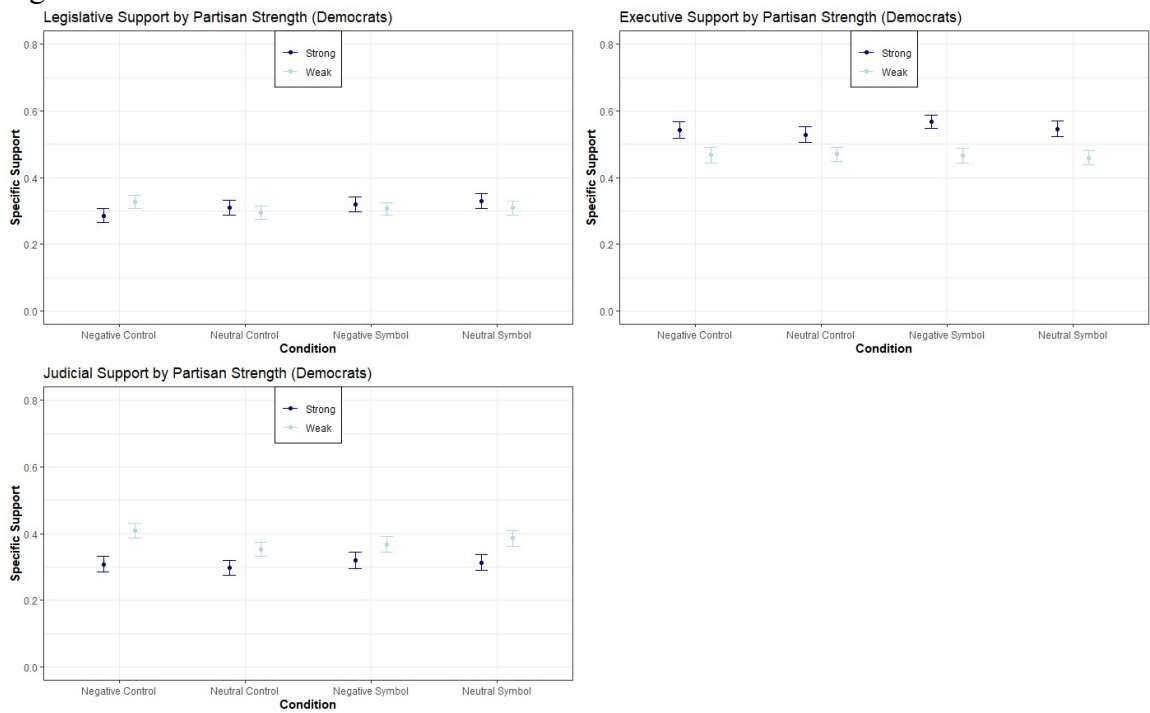 Legislative Support by Partisan Strength (Democrats)
Strong
Weak
0.8
0.6
0.4
0.2
0.0
Specific Support
Negative Control
Neutral Control
Negative Symbol
Neutral Symbol
Condition
Executive Support by Partisan Strength (Democrats)
Strong
Weak
0.8
0.6
0.4
0.2
0.0
Specific Support
Negative Control
Neutral Control
Negative Symbol
Neutral Symbol
Condition
Judicial Support by Partisan Strength (Democrats)
Strong
Weak
0.8
0.6
0.4
0.2
0.0
Specific Support
Negative Control
Neutral Control
Negative Symbol
Neutral Symbol
Condition